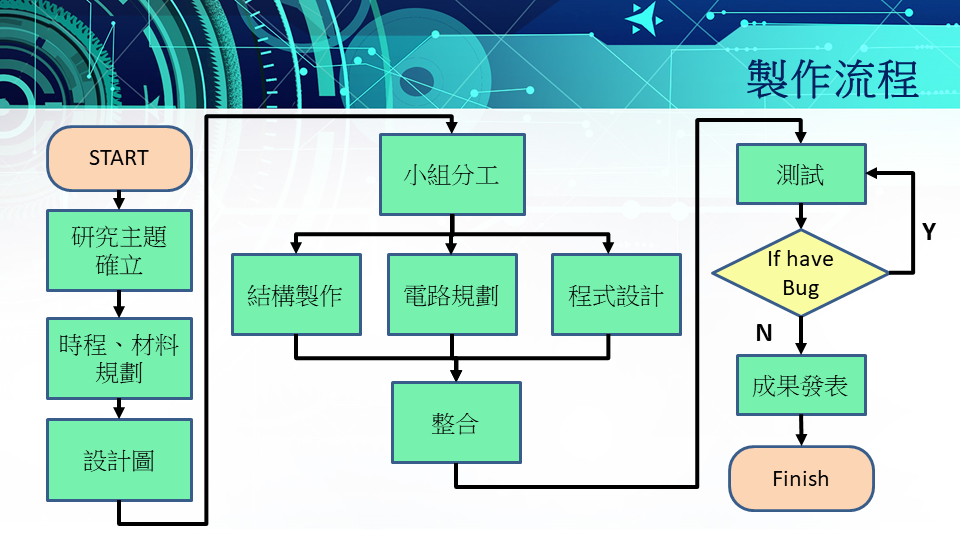 製作流程
START
研究主題
確立
時程、材料
規劃
設計圖
小組分工
結構製作
電路規劃
程式設計
整合
測試
If have
Bug
Y
N
成果發表
Finish